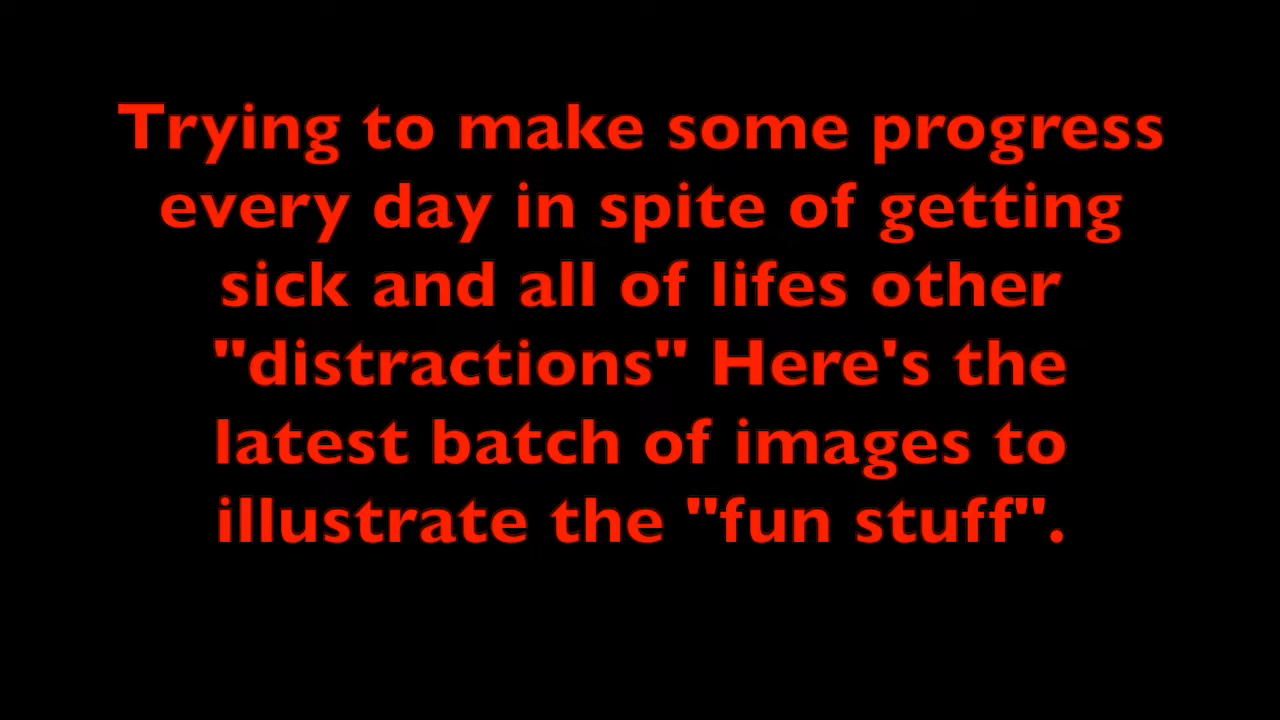 Trying to make some progress
every day in spite of getting
sick and all of lifes other
"distractions" Here's the
latest batch of images to
illustrate the "fun stuff".